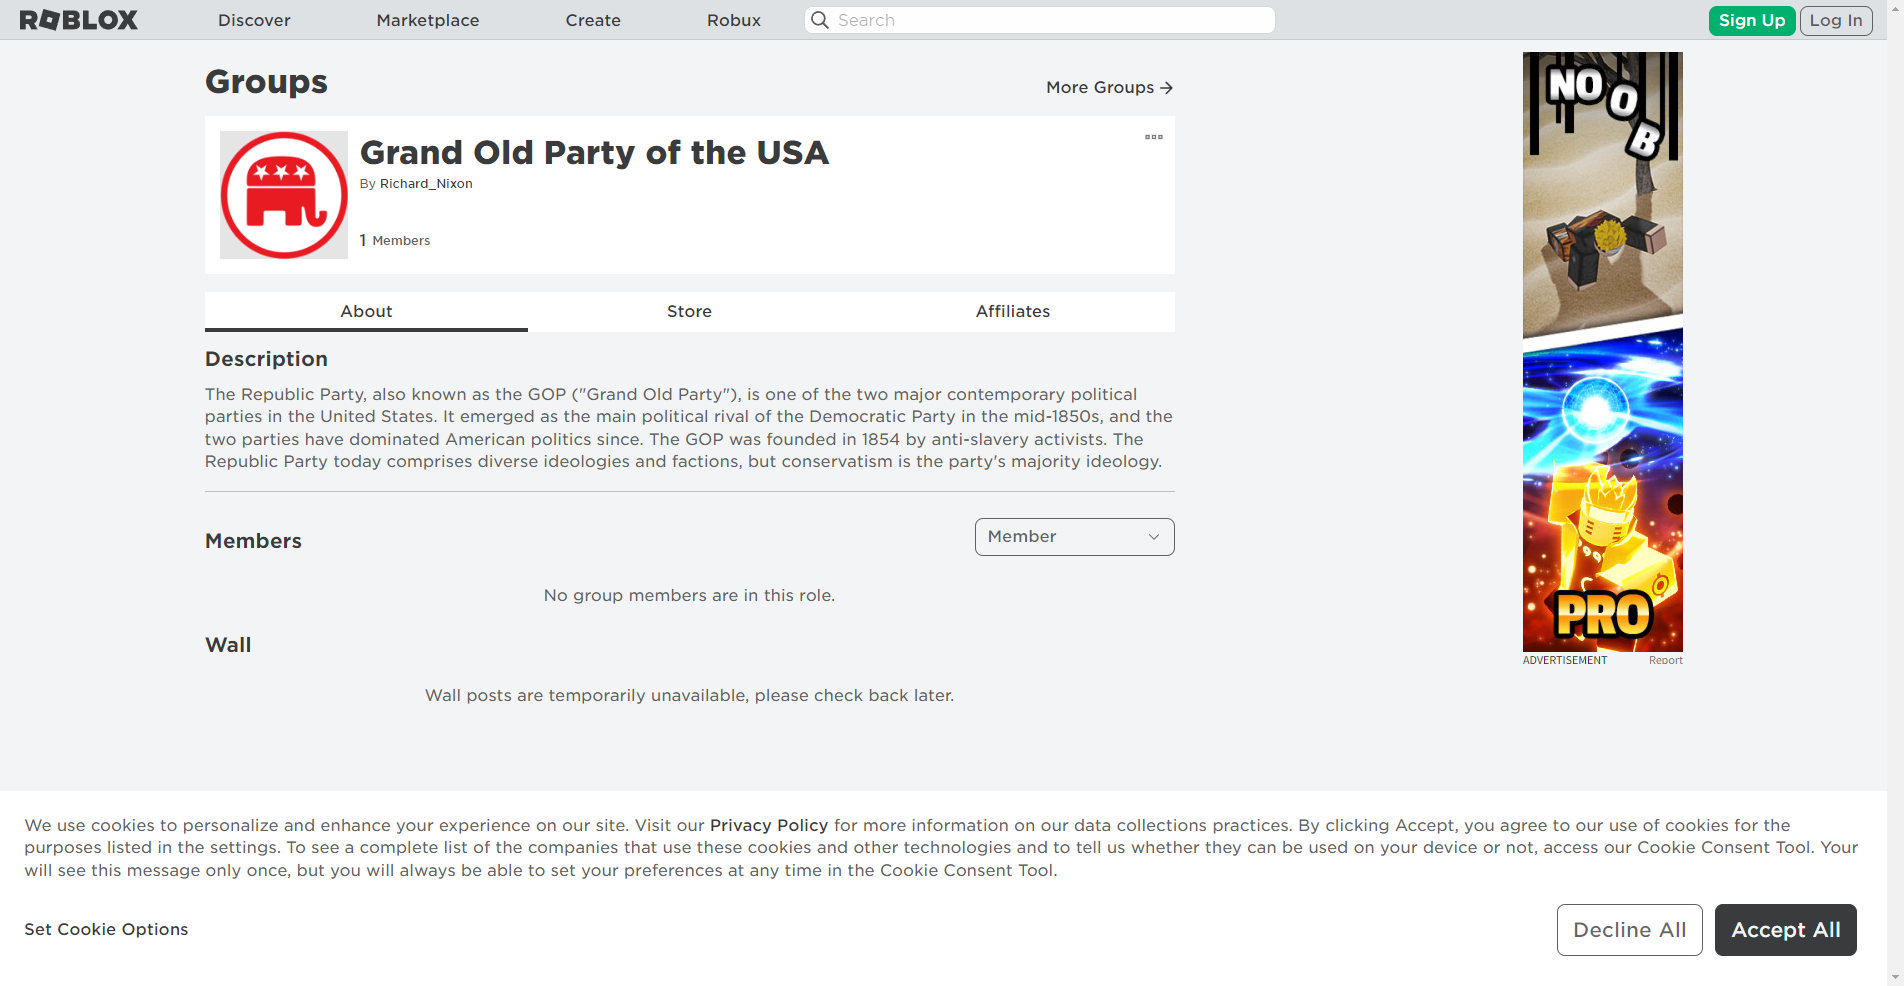 ROBLOX Discover Marketplace Create Robux Search Sign Up Log In
Groups
More Groups
Grand Old Party of the USA
By Richard_Nixon
1 Members
About Store Affiliates
Description
The Republic Party, also known as the GOP ("Grand Old Party"), is one of the two major contemporary political
parties in the United States. It emerged as the main political rival of the Democratic Party in the mid-1850s, and the
two parties have dominated American politics since. The GOP was founded in 1854 by anti-slavery activists. The
Republic Party today comprises diverse ideologies and factions, but conservatism is the party's majority ideology.
Members
Member
No group members are in this role.
Wall
Wall posts are temporarily unavailable, please check back later.
NOOB
PRO
ADVERTISEMENT Report
We use cookies to personalize and enhance your experience on our site. Visit our Privacy Policy for more information on our data collections practices. By clicking Accept, you agree to our use of cookies for the
purposes listed in the settings. To see a complete list of the companies that use these cookies and other technologies and to tell us whether they can be used on your device or not, access our Cookie Consent Tool. Your
will see this message only once, but you will always be able to set your preferences at any time in the Cookie Consent Tool.
Set Cookie Options
Decline All
Accept All